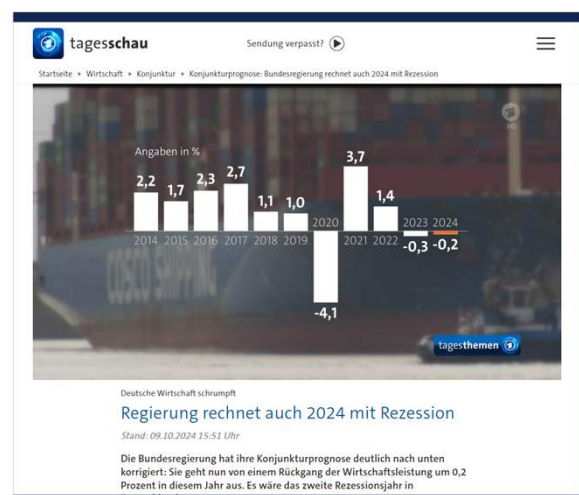 tagesschau
Sendung verpasst?
Startseite ▸ Wirtschaft ▸ Konjunktur ▸ Konjunkturprognose: Bundesregierung rechnet auch 2024 mit Rezession
HD
Angaben in %
2,2 1,7 2,3 2,7 1,1 1,0 3,7 1,4
2014 2015 2016 2017 2018 2019 2020 2021 2022 2023 2024
-4,1 -0,3 -0,2
COSCO SHIPPING
tagesthemen
Deutsche Wirtschaft schrumpft
Regierung rechnet auch 2024 mit Rezession
Stand: 09.10.2024 15:51 Uhr
Die Bundesregierung hat ihre Konjunkturprognose deutlich nach unten
korrigiert: Sie geht nun von einem Rückgang der Wirtschaftsleistung um 0,2
Prozent in diesem Jahr aus. Es wäre das zweite Rezessionsjahr in